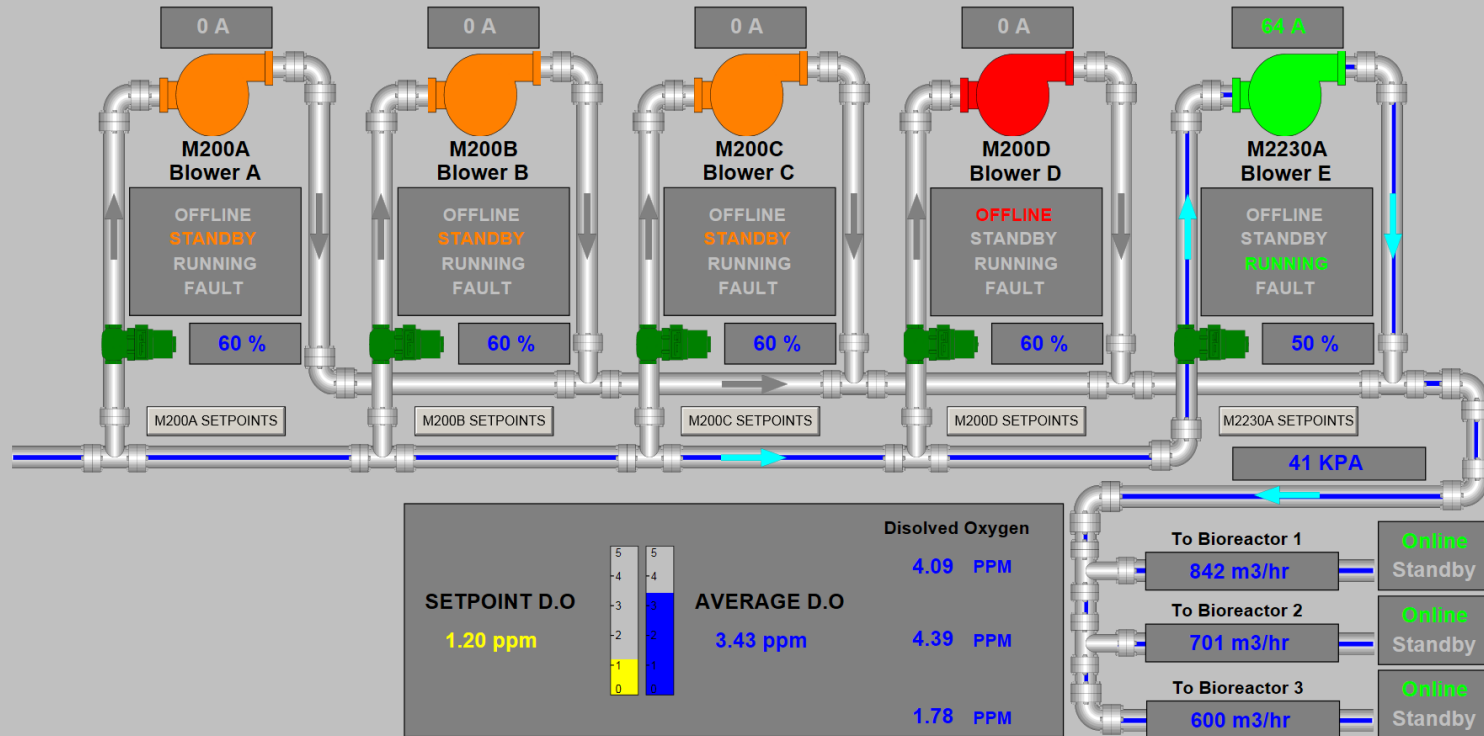 0 A
0 A
0 A
0 A
64 A
M200A
Blower A
M200B
Blower B
M200C
Blower C
M200D
Blower D
M2230A
Blower E
OFFLINE
STANDBY
RUNNING
FAULT
OFFLINE
STANDBY
RUNNING
FAULT
OFFLINE
STANDBY
RUNNING
FAULT
OFFLINE
STANDBY
RUNNING
FAULT
OFFLINE
STANDBY
RUNNING
FAULT
60 %
60 %
60 %
60 %
50 %
M200A SETPOINTS
M200B SETPOINTS
M200C SETPOINTS
M200D SETPOINTS
M2230A SETPOINTS
41 KPA
SETPOINT D.O
1.20 ppm
5
4
3
2
1
0
5
4
3
2
1
0
AVERAGE D.O
3.43 ppm
Disolved Oxygen
4.09 PPM
4.39 PPM
1.78 PPM
To Bioreactor 1
842 m3/hr
Online
Standby
To Bioreactor 2
701 m3/hr
Online
Standby
To Bioreactor 3
600 m3/hr
Online
Standby